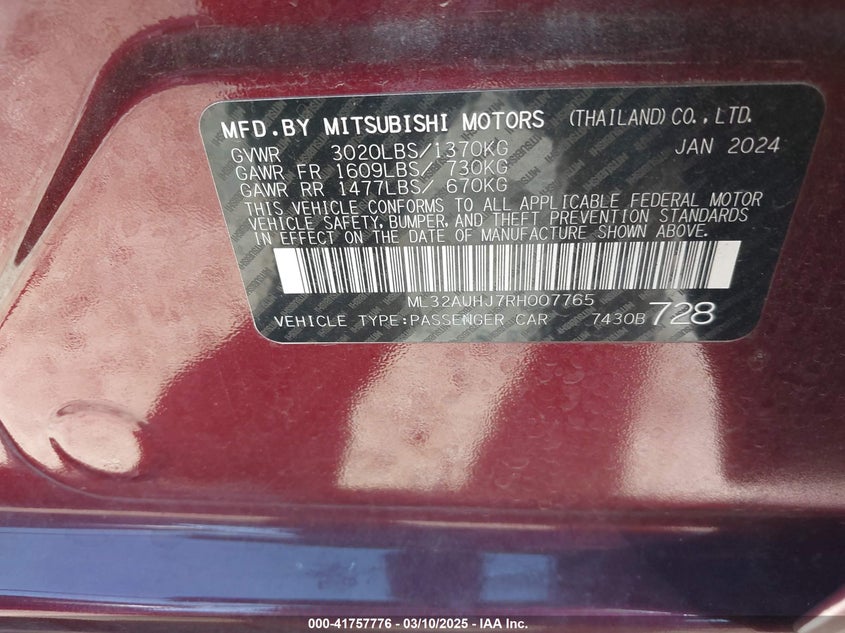 MFD.BY MITSUBISHI MOTORS (THAILAND) CO.,LTD.
GVWR 3020LBS/1370KG JAN 2024
GAWR FR 1609LBS/ 730KG
GAWR RR 1477LBS/ 670KG
THIS VEHICLE CONFORMS TO ALL APPLICABLE FEDERAL MOTOR
VEHICLE SAFETY, BUMPER, AND THEFT PREVENTION STANDARDS
IN EFFECT ON THE DATE OF MANUFACTURE SHOWN ABOVE.
ML32AUHJ7RH007765
VEHICLE TYPE:PASSENGER CAR 7430B 728
000-41757776 - 03/10/2025 - IAA Inc.